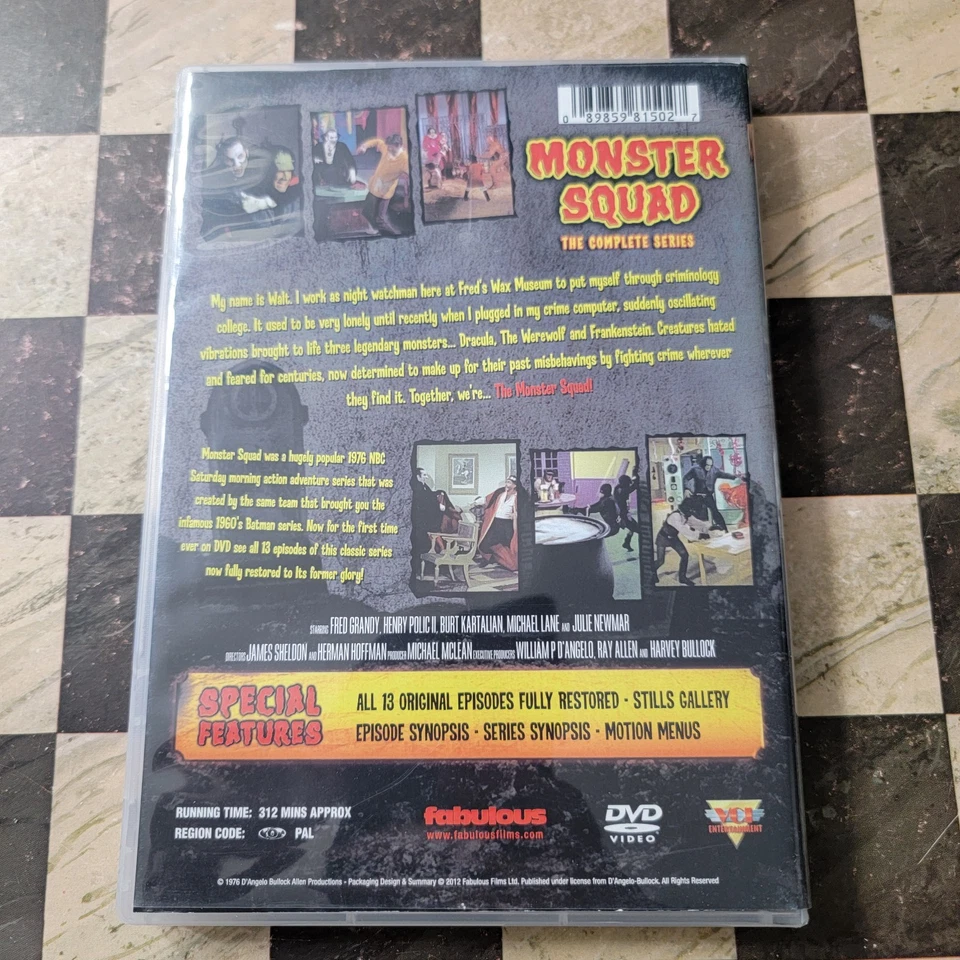 0 89859 81502 7
MONSTER
SQUAD
THE COMPLETE SERIES
My name is Walt. I work as night watchman here at Fred's Wax Museum to put myself through criminology
college. It used to be very lonely until recently when I plugged in my crime computer, suddenly oscillating
vibrations brought to life three legendary monsters... Dracula, The Werewolf and Frankenstein. Creatures hated
and feared for centuries, now determined to make up for their past misbehavings by fighting crime wherever
they find it. Together, we're... The Monster Squad!
Monster Squad was a hugely popular 1976 NBC
Saturday morning action adventure series that was
created by the same team that brought you the
infamous 1960's Batman series. Now for the first time
ever on DVD see all 13 episodes of this classic series
now fully restored to Its former glory!
STARRING FRED GRANDY, HENRY POLIC II, BURT KARTALIAN, MICHAEL LANE AND JULIE NEWMAR
DIRECTORS JAMES SHELDON AND HERMAN HOFFMAN PRODUCER MICHAEL MCLEAN EXECUTIVE PRODUCERS WILLIAM P D'ANGELO, RAY ALLEN AND HARVEY BULLOCK
SPECIAL
FEATURES
ALL 13 ORIGINAL EPISODES FULLY RESTORED - STILLS GALLERY
EPISODE SYNOPSIS - SERIES SYNOPSIS - MOTION MENUS
RUNNING TIME: 312 MINS APPROX
REGION CODE: PAL
fabulous
www.fabulousfilms.com
DVD
VIDEO
VCI
ENTERTAINMENT
© 1976 D'Angelo Bullock Allen Productions - Packaging Design & Summary © 2012 Fabulous Films Ltd. Published under license from D'Angelo-Bullock. All Rights Reserved